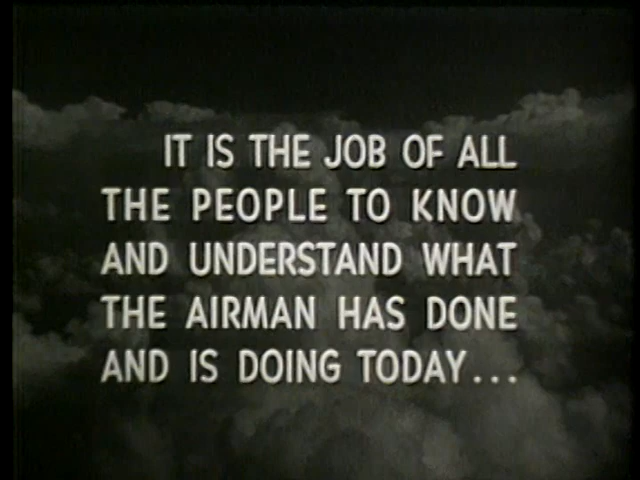 IT IS THE JOB OF ALL
THE PEOPLE TO KNOW
AND UNDERSTAND WHAT
THE AIRMAN HAS DONE
AND IS DOING TODAY...